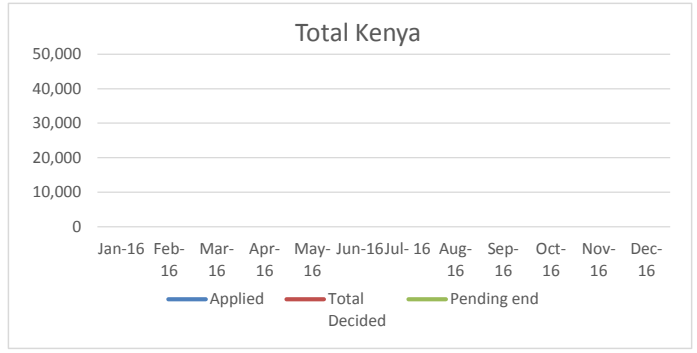 Total Kenya
50,000
40,000
30,000
20,000
10,000
0
Jan-16 Feb- Mar- Apr- May- Jun-16 Jul- 16 Aug- Sep- Oct- Nov- Dec-
16 16 16 16 16 16 16 16 16
Applied Total Pending end
Decided